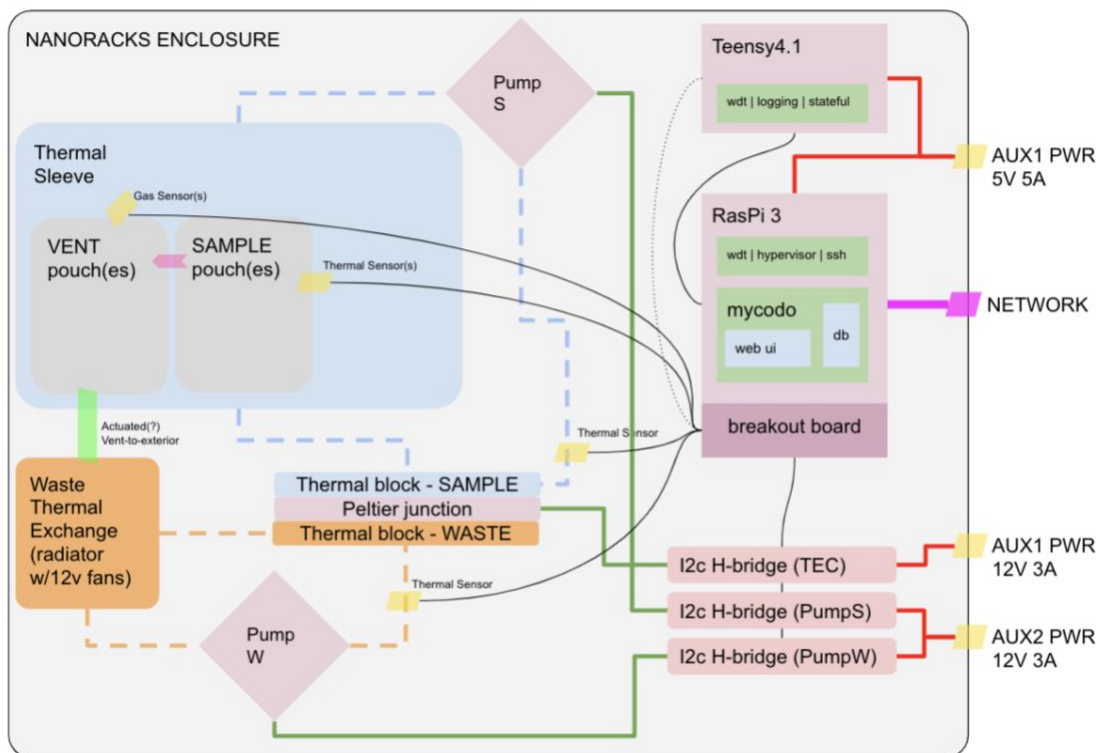 NANORACKS ENCLOSURE
Pump
S
Teensy4.1
wdt | logging | stateful
AUX1 PWR
5V 5A
Thermal
Sleeve
Gas Sensor(s)
VENT
pouch(es)
SAMPLE
pouch(es)
Thermal Sensor(s)
RasPi 3
wdt | hypervisor | ssh
mycodo
web ui
db
NETWORK
breakout board
Actuated(?)
Vent-to-exterior
Thermal Sensor
Waste
Thermal
Exchange
(radiator
w/12v fans)
Thermal block - SAMPLE
Peltier junction
Thermal block - WASTE
Thermal Sensor
Pump
W
I2c H-bridge (TEC)
I2c H-bridge (PumpS)
I2c H-bridge (PumpW)
AUX1 PWR
12V 3A
AUX2 PWR
12V 3A